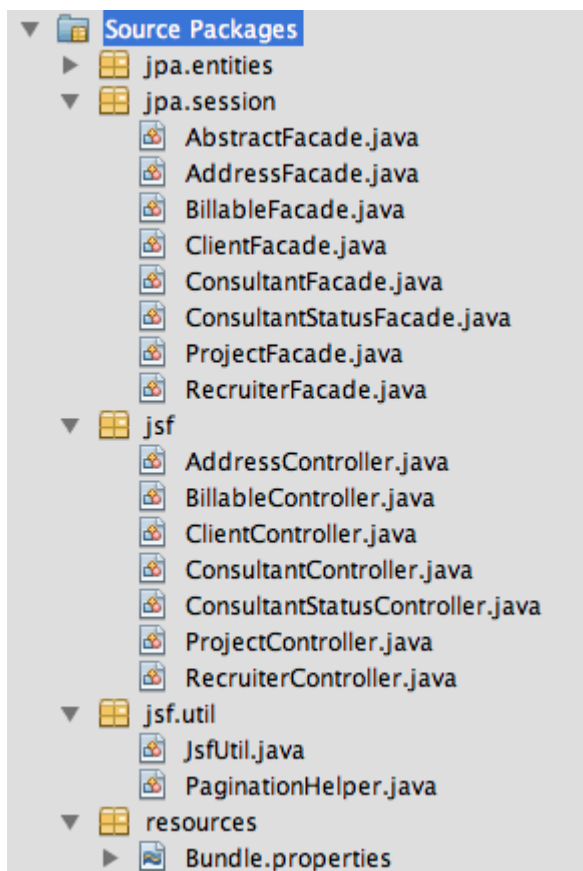 Source Packages
jpa.entities
jpa.session
AbstractFacade.java
AddressFacade.java
BillableFacade.java
ClientFacade.java
ConsultantFacade.java
ConsultantStatusFacade.java
ProjectFacade.java
RecruiterFacade.java
jsf
AddressController.java
BillableController.java
ClientController.java
ConsultantController.java
ConsultantStatusController.java
ProjectController.java
RecruiterController.java
jsf.util
JsfUtil.java
PaginationHelper.java
resources
Bundle.properties